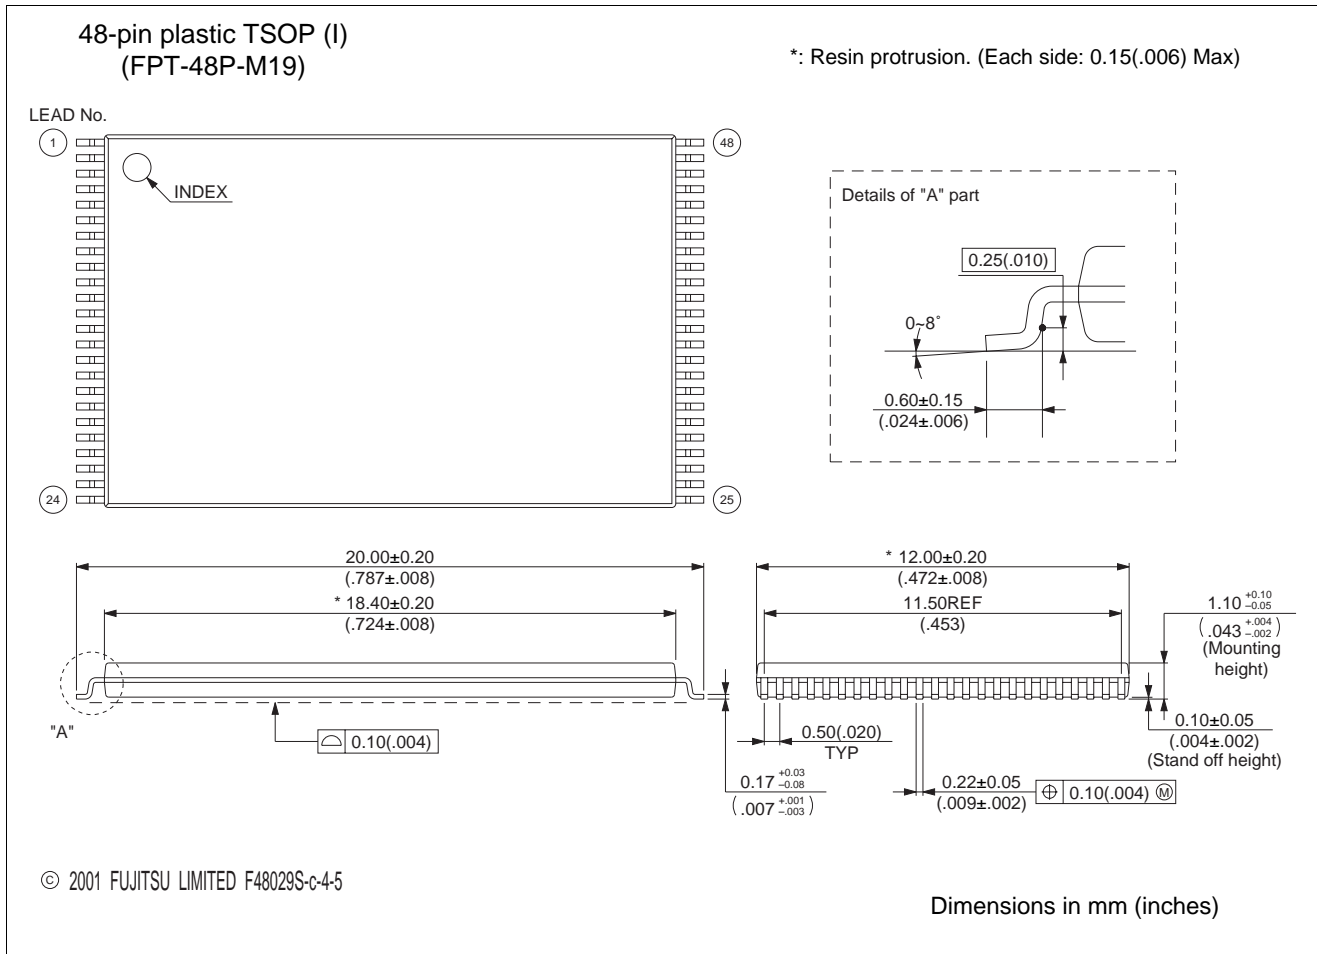 48-pin plastic TSOP (I)
(FPT-48P-M19)
*: Resin protrusion. (Each side: 0.15(.006) Max)
LEAD No.
1
48
INDEX
24
25
Details of "A" part
0.25(.010)
0~8˚
0.60±0.15
(.024±.006)
20.00±0.20
(.787±.008)
* 18.40±0.20
(.724±.008)
"A"
0.10(.004)
* 12.00±0.20
(.472±.008)
11.50REF
(.453)
1.10 +0.10 –0.05
(.043 +.004 –.002)
(Mounting
height)
0.50(.020)
TYP
0.10±0.05
(.004±.002)
(Stand off height)
0.17 +0.03 –0.08
(.007 +.001 –.003)
0.22±0.05
(.009±.002)
⌖ 0.10(.004) Ⓜ
© 2001 FUJITSU LIMITED F48029S-c-4-5
Dimensions in mm (inches)